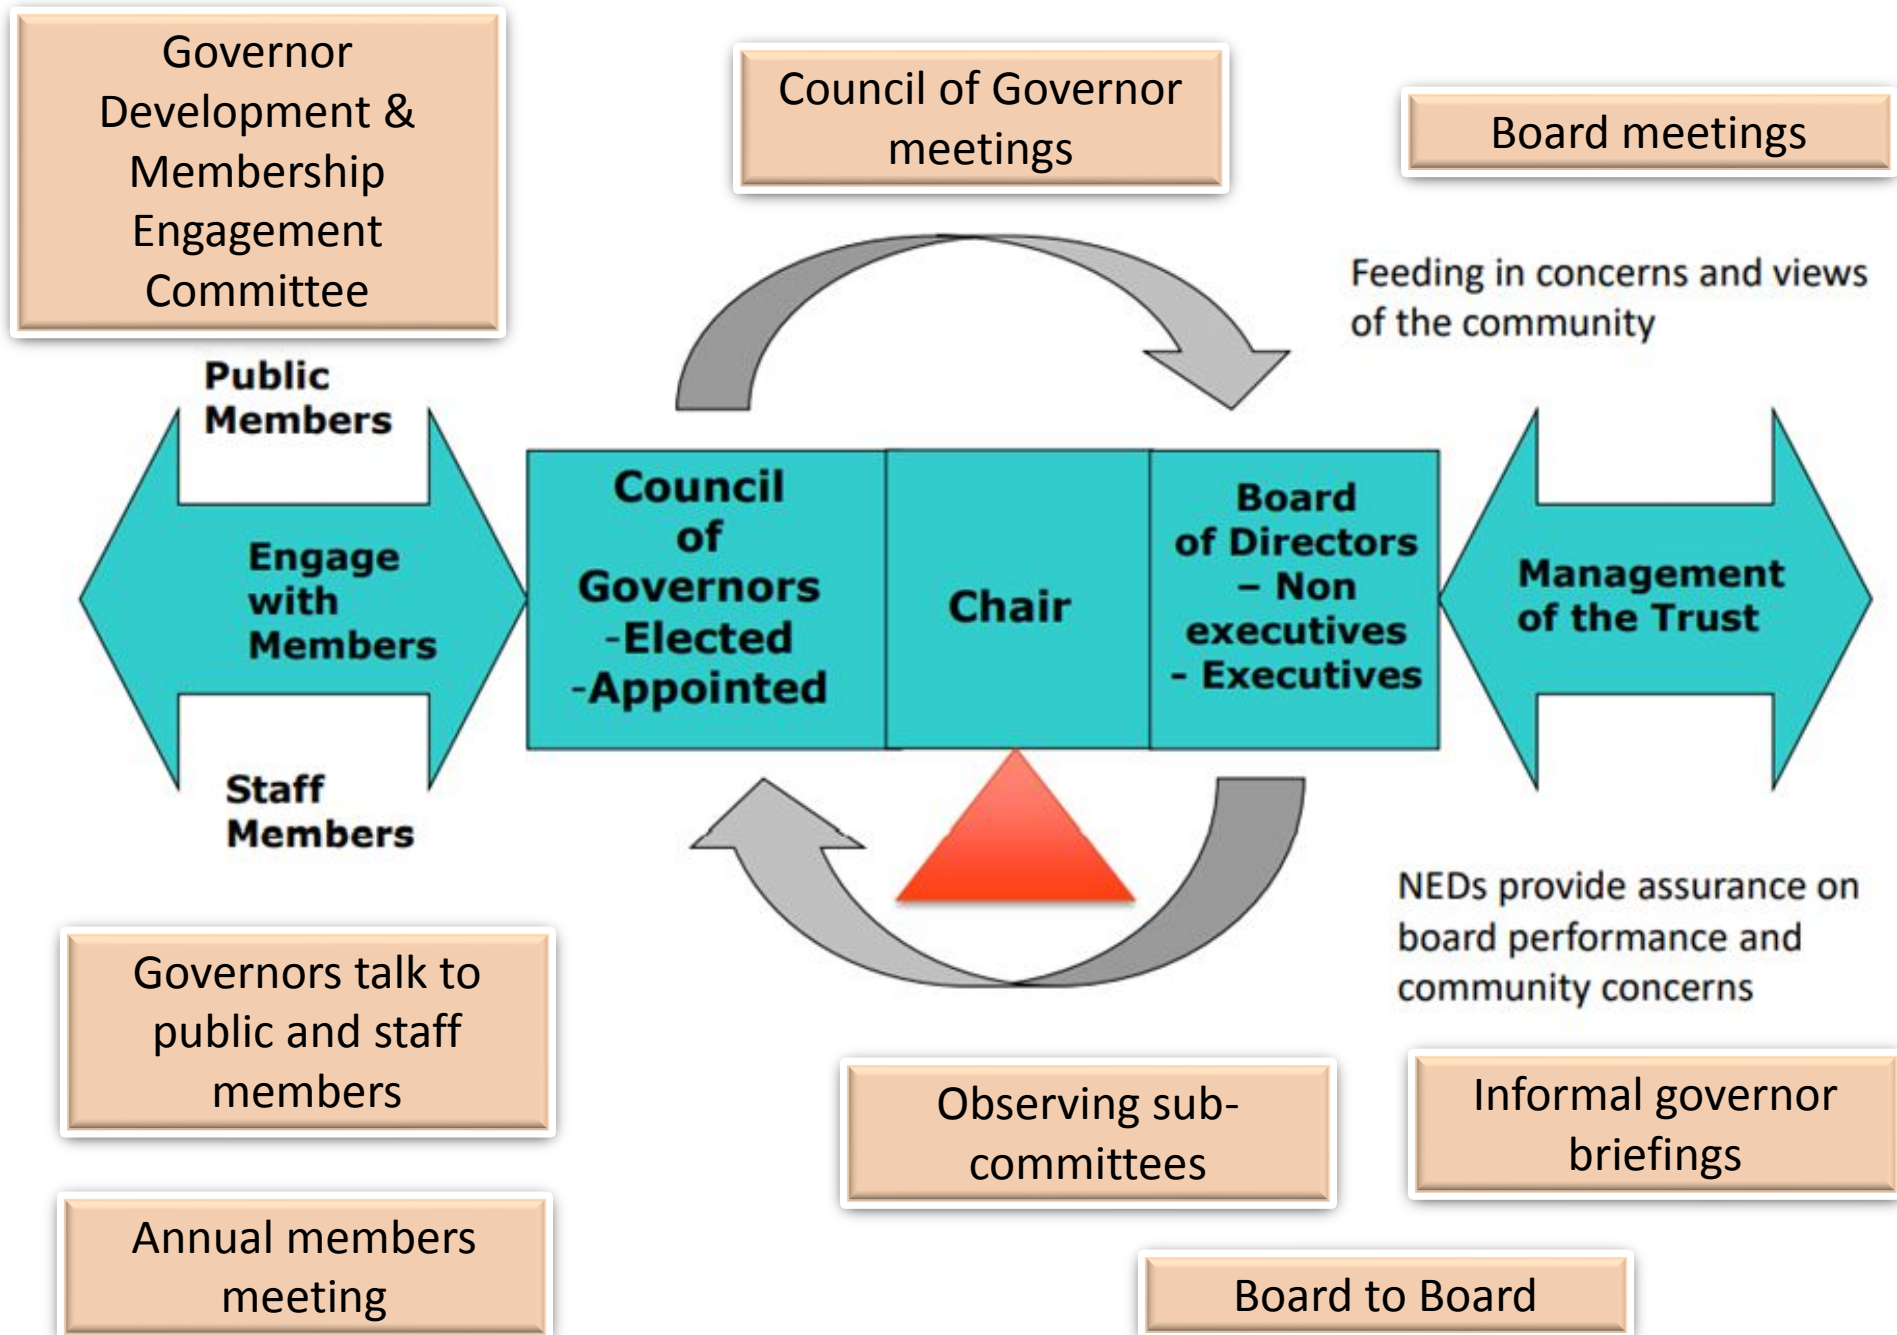 Governor
Development &
Membership
Engagement
Committee
Council of Governor
meetings
Board meetings
Feeding in concerns and views
of the community
Public
Members
Engage
with
Members
Staff
Members
Council
of
Governors
-Elected
-Appointed
Chair
Board
of Directors
– Non
executives
- Executives
Management
of the Trust
NEDs provide assurance on
board performance and
community concerns
Governors talk to
public and staff
members
Observing sub-
committees
Informal governor
briefings
Annual members
meeting
Board to Board